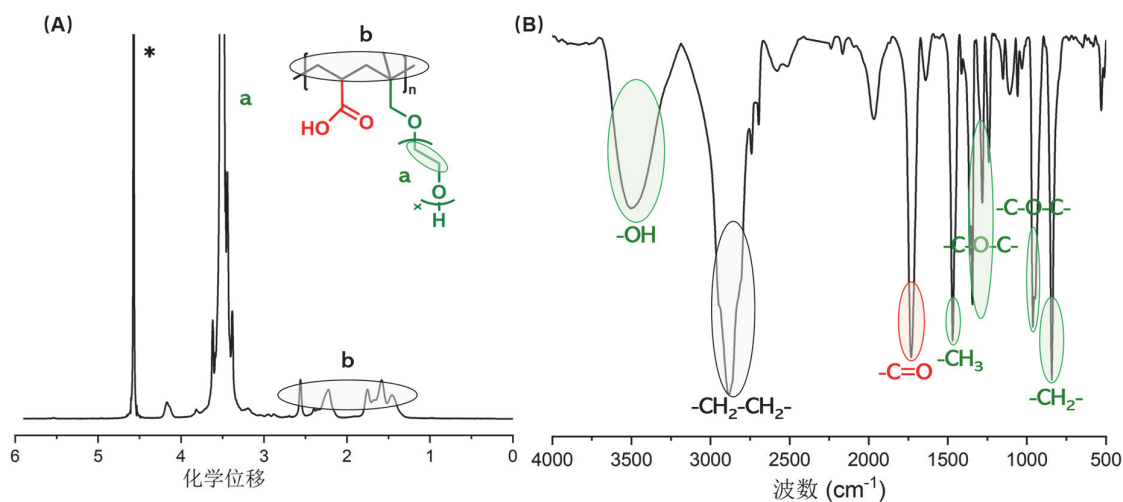 (A)
*
a
b
[
]n
HO
O
O
a
O
x
H
b
6 5 4 3 2 1 0
化学位移
(B)
-OH
-CH2-CH2-
-C=O
-CH3
-C-O-C-
-C-O-C-
-CH2-
4000 3500 3000 2500 2000 1500 1000 500
波数 (cm-1)